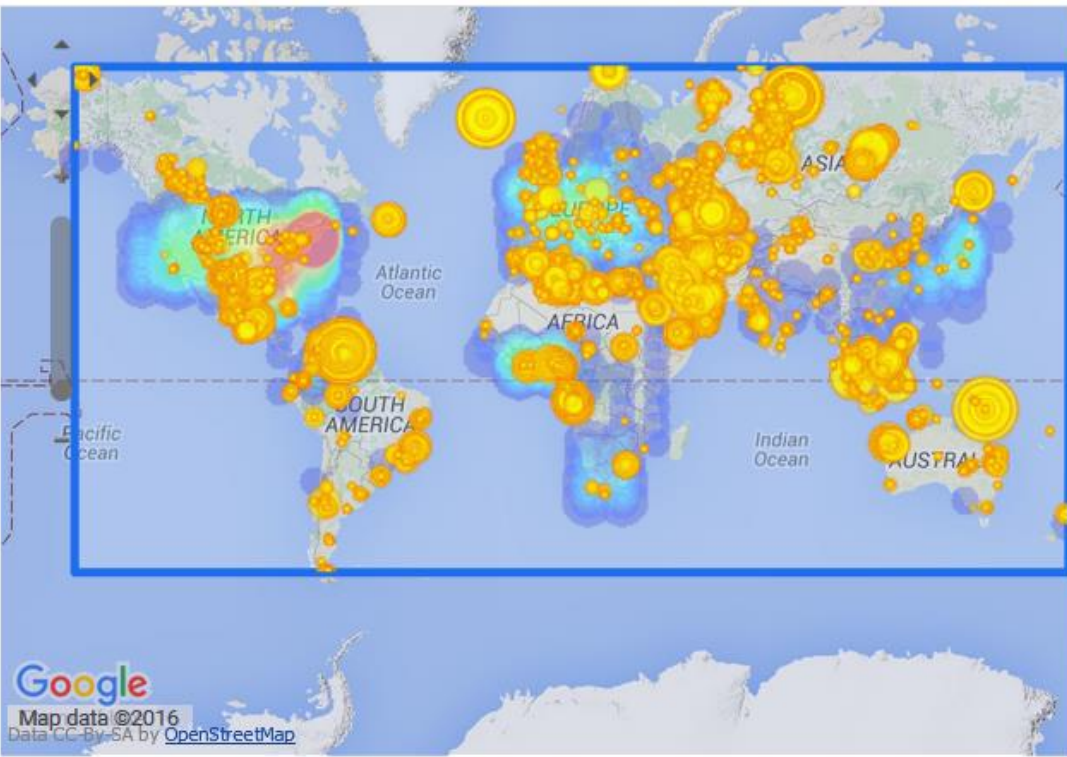 NORTH
AMERICA
EUROPE
ASIA
Atlantic
Ocean
AFRICA
SOUTH
AMERICA
Pacific
Ocean
Indian
Ocean
AUSTRAL
Google
Map data ©2016
Data CC-By-SA by OpenStreetMap